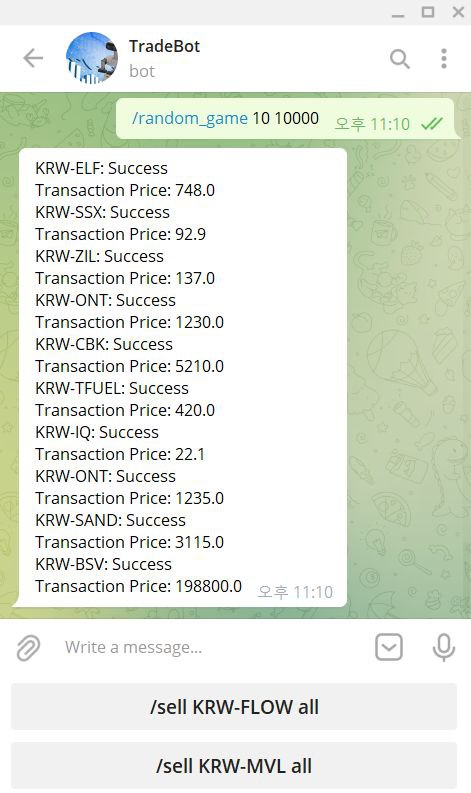 TradeBot
bot
/random_game 10 10000
오후 11:10
KRW-ELF: Success
Transaction Price: 748.0
KRW-SSX: Success
Transaction Price: 92.9
KRW-ZIL: Success
Transaction Price: 137.0
KRW-ONT: Success
Transaction Price: 1230.0
KRW-CBK: Success
Transaction Price: 5210.0
KRW-TFUEL: Success
Transaction Price: 420.0
KRW-IQ: Success
Transaction Price: 22.1
KRW-ONT: Success
Transaction Price: 1235.0
KRW-SAND: Success
Transaction Price: 3115.0
KRW-BSV: Success
Transaction Price: 198800.0
오후 11:10
Write a message...
/sell KRW-FLOW all
/sell KRW-MVL all